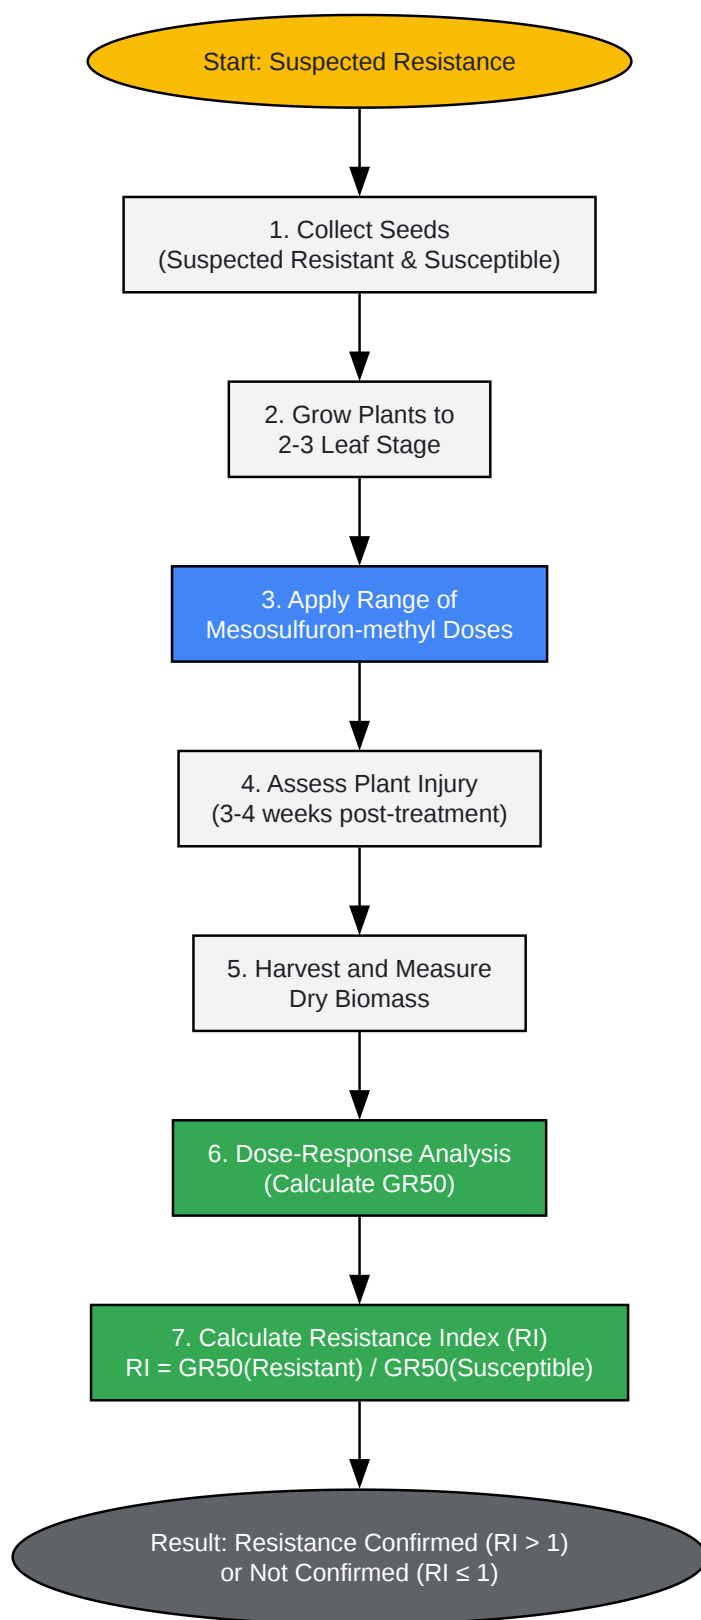 Start: Suspected Resistance
1. Collect Seeds
(Suspected Resistant & Susceptible)
2. Grow Plants to
2-3 Leaf Stage
3. Apply Range of
Mesosulfuron-methyl Doses
4. Assess Plant Injury
(3-4 weeks post-treatment)
5. Harvest and Measure
Dry Biomass
6. Dose-Response Analysis
(Calculate GR50)
7. Calculate Resistance Index (RI)
RI = GR50(Resistant) / GR50(Susceptible)
Result: Resistance Confirmed (RI > 1)
or Not Confirmed (RI ≤ 1)